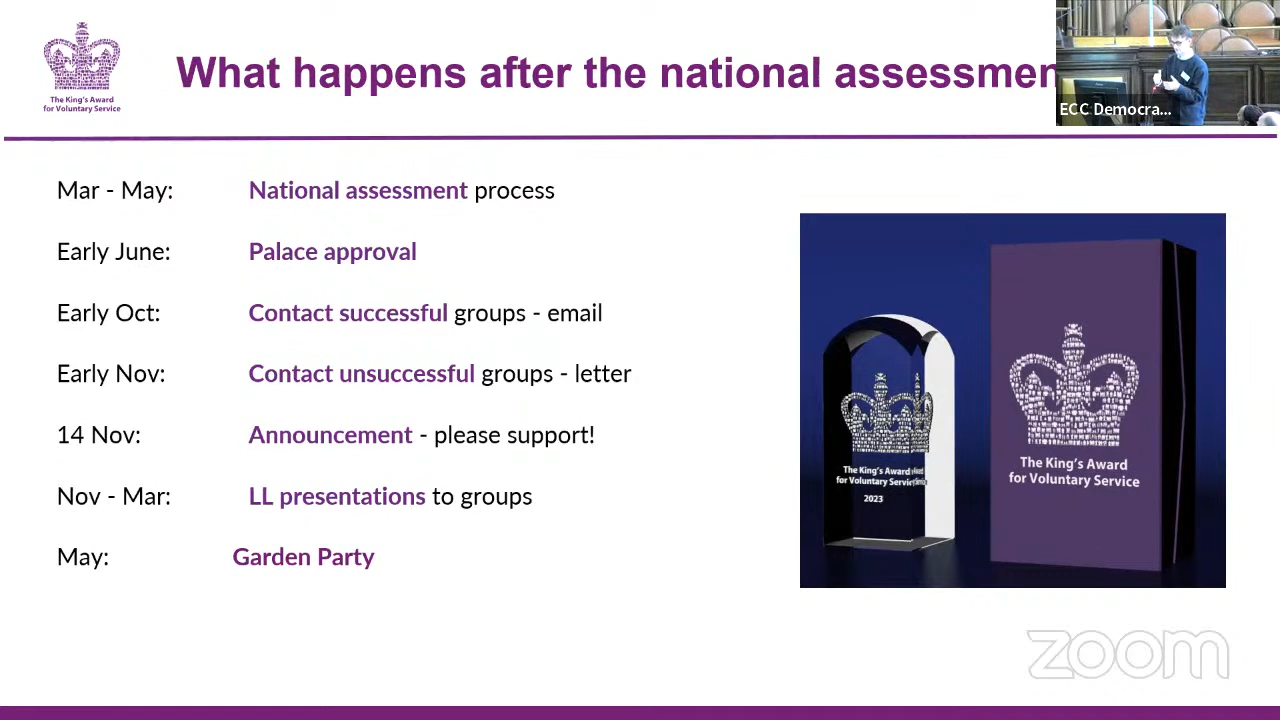 The King's Award
for Voluntary Service
What happens after the national assessmen
ECC Democra...
Mar - May: National assessment process
Early June: Palace approval
Early Oct: Contact successful groups - email
Early Nov: Contact unsuccessful groups - letter
14 Nov: Announcement - please support!
Nov - Mar: LL presentations to groups
May: Garden Party
The King's Award
for Voluntary Service
2023
The King's Award
for Voluntary Service
zoom